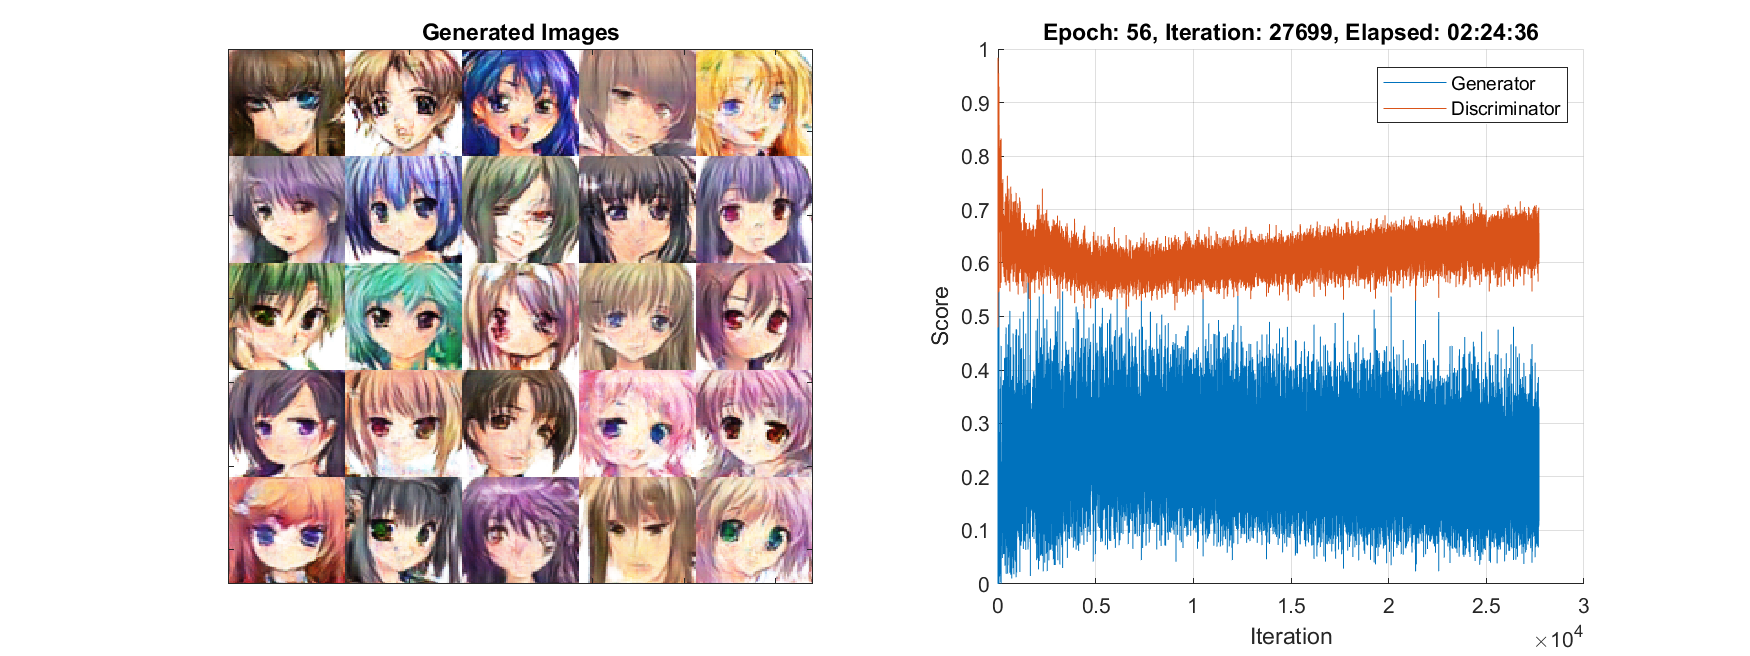 Generated Images
Epoch: 56, Iteration: 27699, Elapsed: 02:24:36
Generator
Discriminator
Score
1
0.9
0.8
0.7
0.6
0.5
0.4
0.3
0.2
0.1
0
0 0.5 1 1.5 2 2.5 3
Iteration
×10⁴